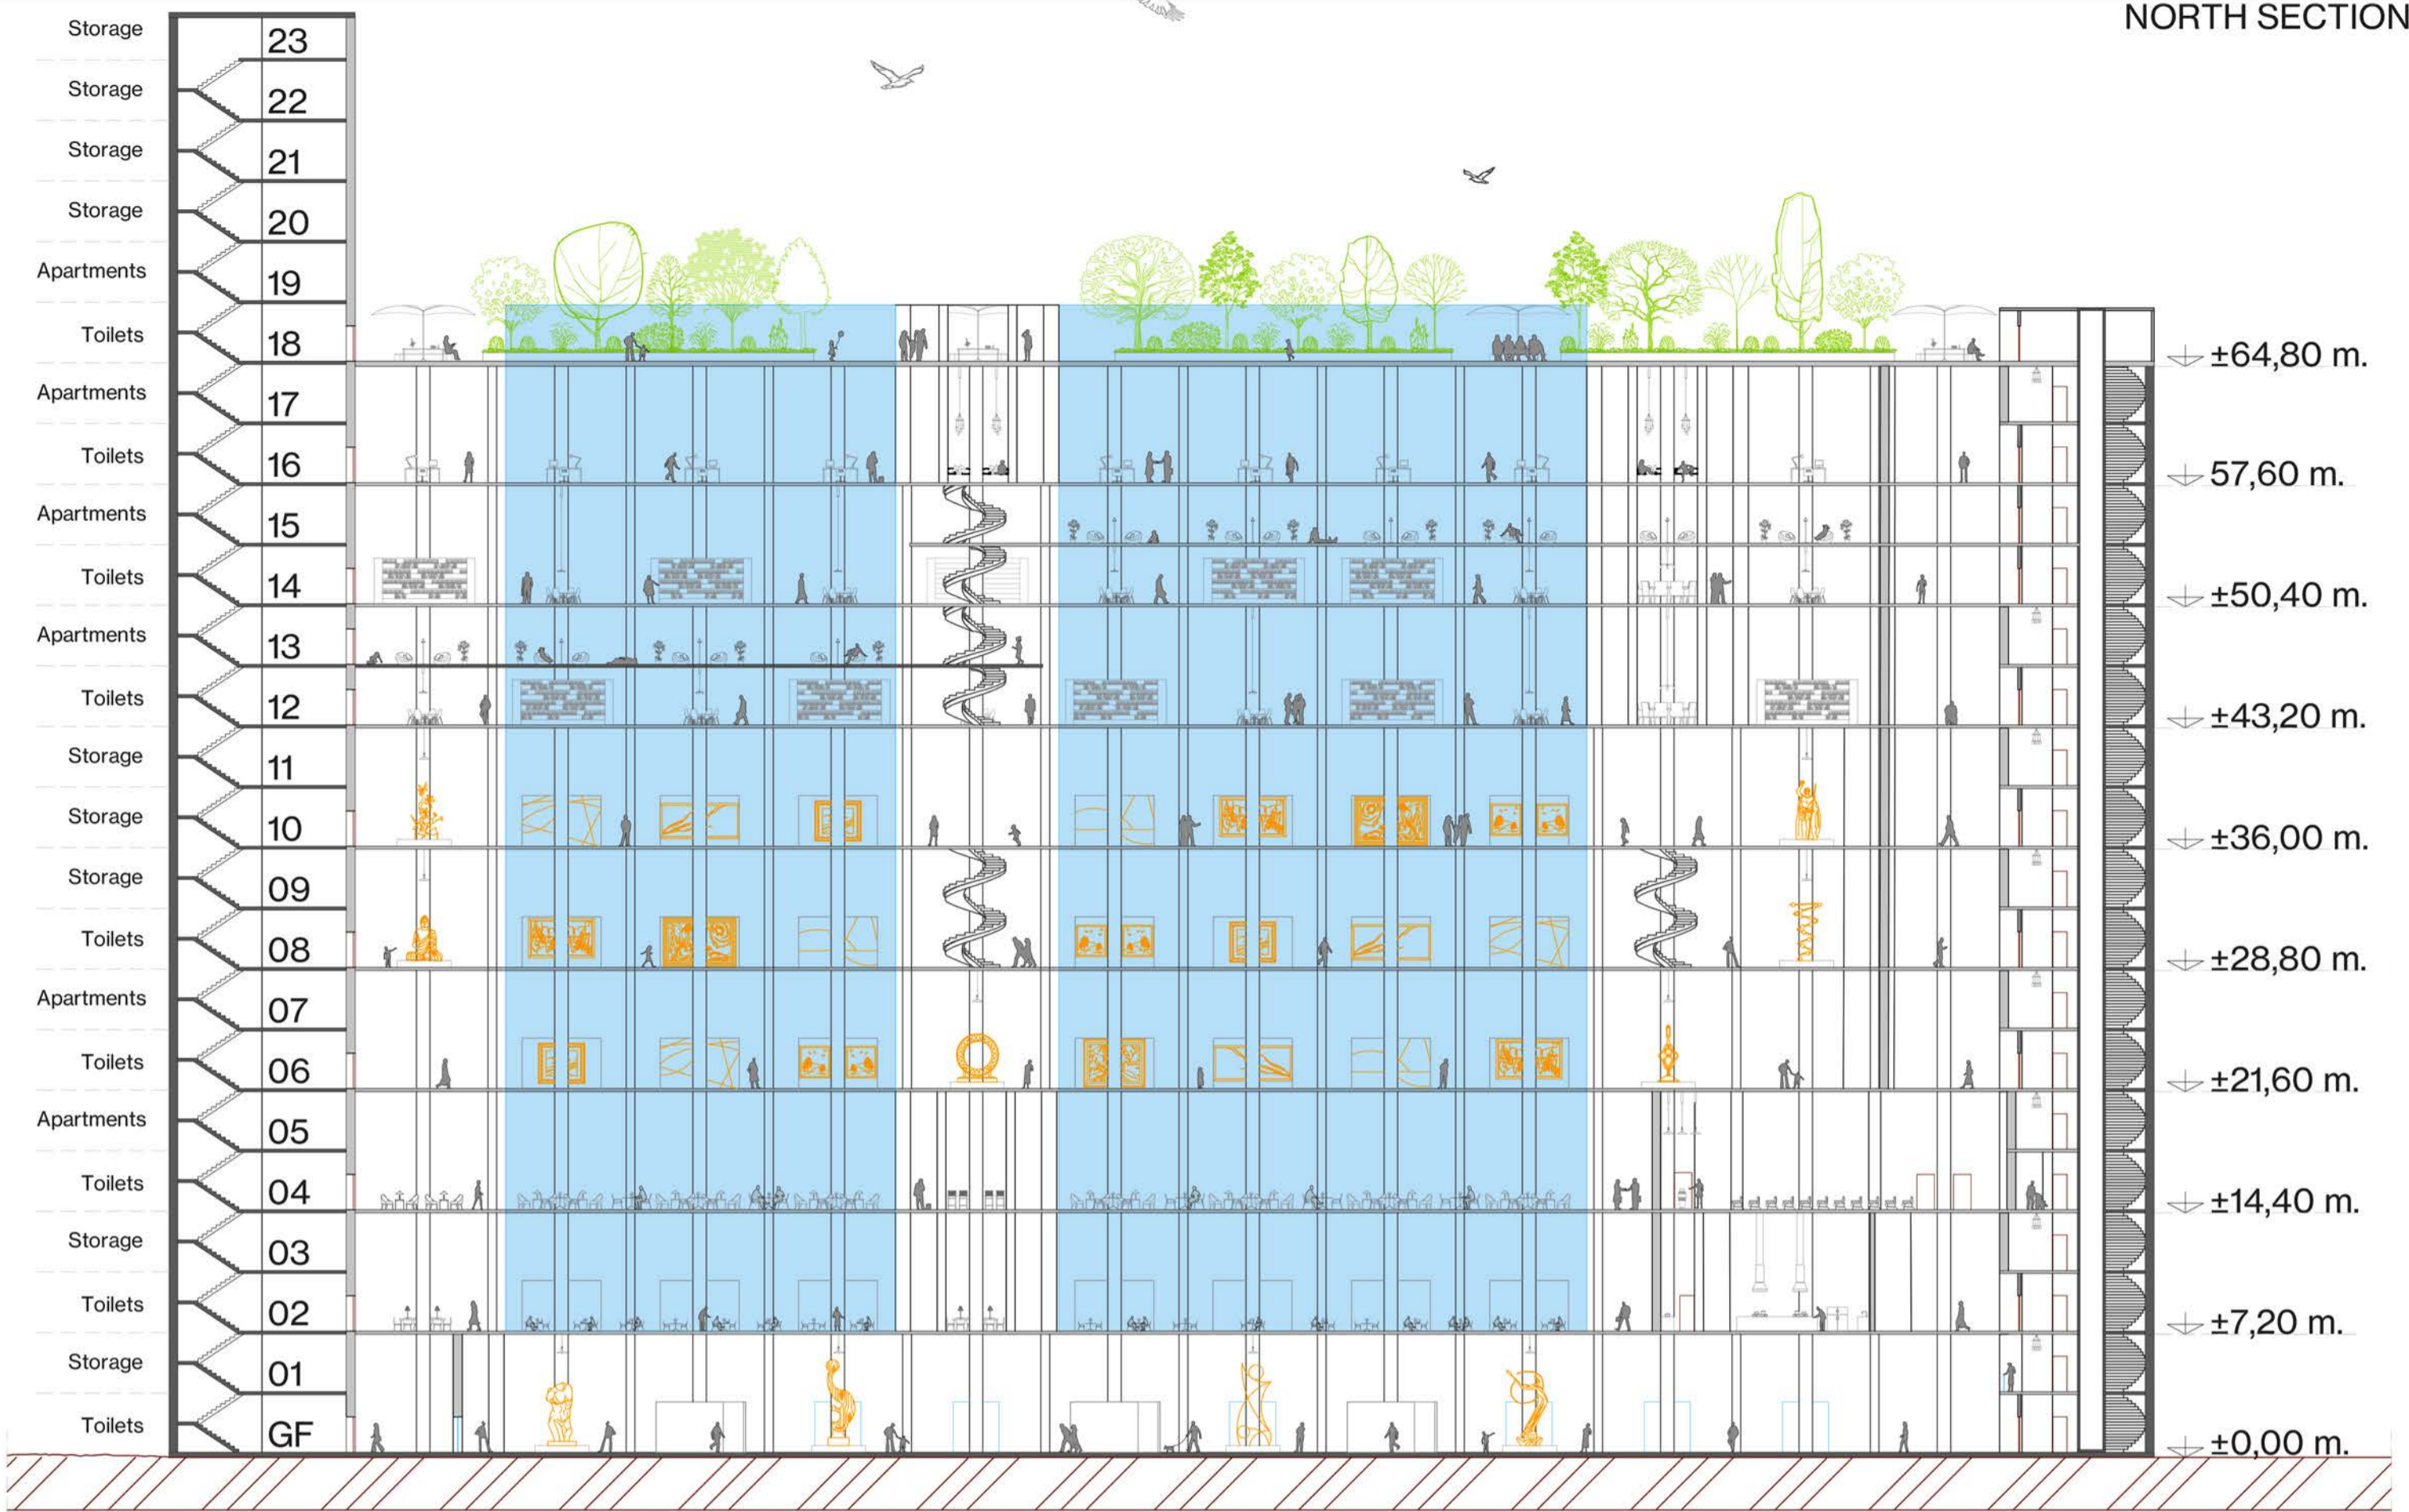 NORTH SECTION
Storage 23
Storage 22
Storage 21
Storage 20
Apartments 19
Toilets 18 ±64,80 m.
Apartments 17
Toilets 16 57,60 m.
Apartments 15
Toilets 14 ±50,40 m.
Apartments 13
Toilets 12 ±43,20 m.
Storage 11
Storage 10 ±36,00 m.
Storage 09
Toilets 08 ±28,80 m.
Apartments 07
Toilets 06 ±21,60 m.
Apartments 05
Toilets 04 ±14,40 m.
Storage 03
Toilets 02 ±7,20 m.
Storage 01
Toilets GF ±0,00 m.